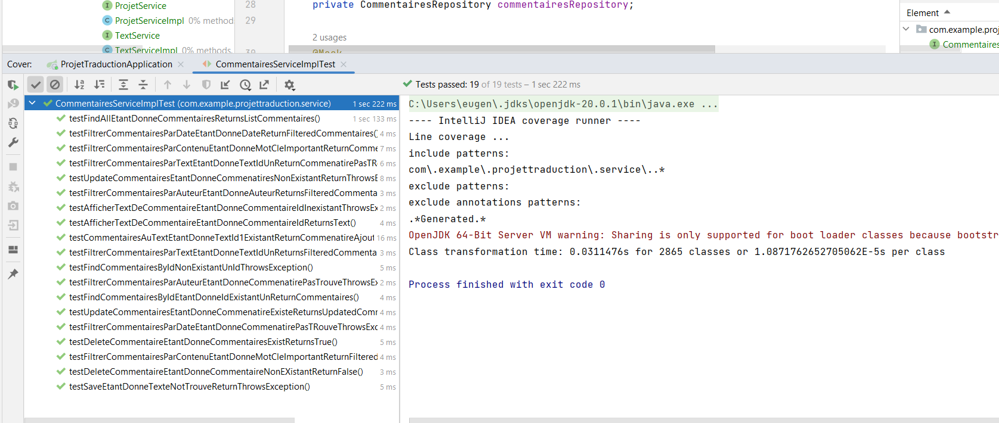 ProjetService
ProjetServiceImpl 0% methods
TextService
TextServiceImpl 0% methods,
28 private CommentairesRepository commentairesRepository;
29
2 usages
30 @Mock
Element
com.example.proj
Commentaires
Cover: ProjetTraductionApplication CommentairesServiceImplTest
Tests passed: 19 of 19 tests – 1 sec 222 ms
CommentairesServiceImplTest (com.example.projettraduction.service) 1 sec 222 ms
testFindAllEtantDonneCommentairesReturnsListCommentaires() 1 sec 133 ms
testFiltrerCommentairesParDateEtantDonneDateReturnFilteredCommentaires() 4 ms
testFiltrerCommentairesParContenuEtantDonneMotCleImportantReturnComme 7 ms
testFiltrerCommentairesParTextEtantDonneTextIdUnReturnCommenatirePasTR 6 ms
testUpdateCommentairesEtantDonneCommenatiresNonExistantReturnThrowsE 8 ms
testFiltrerCommentairesParAuteurEtantDonneAuteurReturnsFilteredCommenta 3 ms
testAfficherTextDeCommentaireEtantDonneCommentaireIdInexistantThrowsEx 2 ms
testAfficherTextDeCommentaireEtantDonneCommentaireIdReturnsText() 4 ms
testCommentairesAuTextEtantDonneTextId1ExistantReturnCommenatireAjout 16 ms
testFiltrerCommentairesParTextEtantDonneTextIdUnReturnsFilteredCommenta 3 ms
testFindCommentairesByIdNonExistantUnIdThrowsException() 5 ms
testFiltrerCommentairesParAuteurEtantDonneCommenatirePasTrouveThrowsEx 2 ms
testFindCommentairesByIdEtantDonneIdExistantUnReturnCommentaires() 4 ms
testUpdateCommentairesEtantDonneCommenatireExisteReturnsUpdatedComm 4 ms
testFiltrerCommentairesParDateEtantDonneCommenatirePasTRouveThrowsExc 4 ms
testDeleteCommentaireEtantDonneCommentairesExistReturnsTrue() 5 ms
testFiltrerCommentairesParContenuEtantDonneMotCleImportantReturnFiltered 4 ms
testDeleteCommentaireEtantDonneCommentaireNonEXistantReturnFalse() 3 ms
testSaveEtantDonneTexteNotTrouveReturnThrowsException() 5 ms
C:\Users\eugen\.jdks\openjdk-20.0.1\bin\java.exe ...
---- IntelliJ IDEA coverage runner ----
Line coverage ...
include patterns:
com\.example\.projettraduction\.service\..*
exclude patterns:
exclude annotations patterns:
.*Generated.*
OpenJDK 64-Bit Server VM warning: Sharing is only supported for boot loader classes because bootstr
Class transformation time: 0.0311476s for 2865 classes or 1.0871762652705062E-5s per class
Process finished with exit code 0